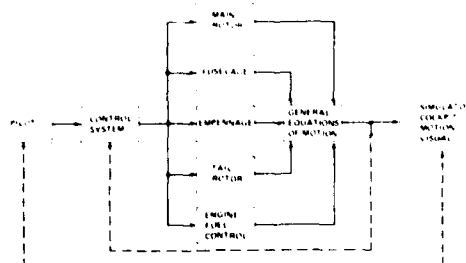 MAIN
ROTOR
FUSELAGE
PILOT
CONTROL
SYSTEM
EMPENNAGE
GENERAL
EQUATIONS
OF MOTION
SIMULATOR
COCKPIT
MOTION
VISUAL
TAIL
ROTOR
ENGINE
FUEL
CONTROL